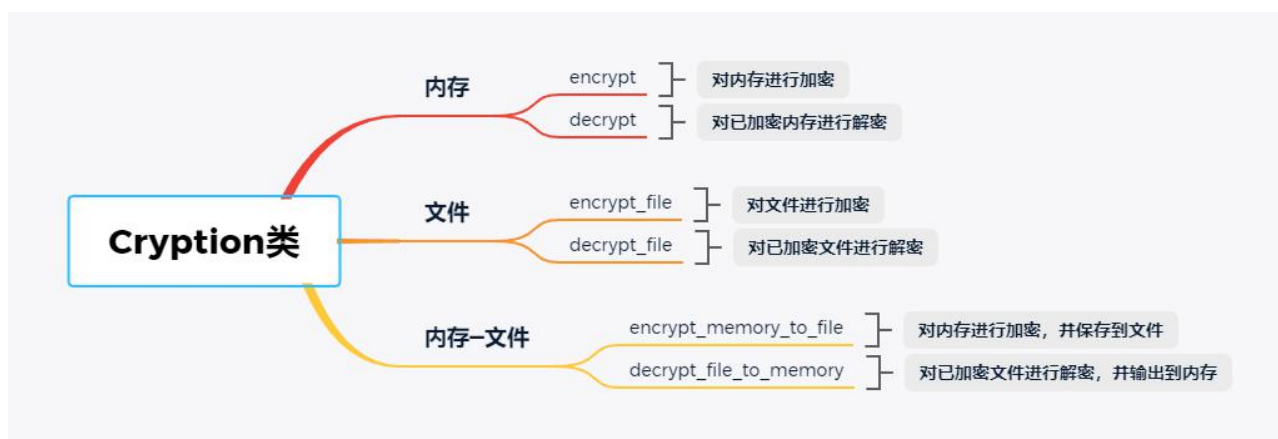 内存
encrypt
对内存进行加密
decrypt
对已加密内存进行解密
Cryption类
文件
encrypt_file
对文件进行加密
decrypt_file
对已加密文件进行解密
内存—文件
encrypt_memory_to_file
对内存进行加密，并保存到文件
decrypt_file_to_memory
对已加密文件进行解密，并输出到内存